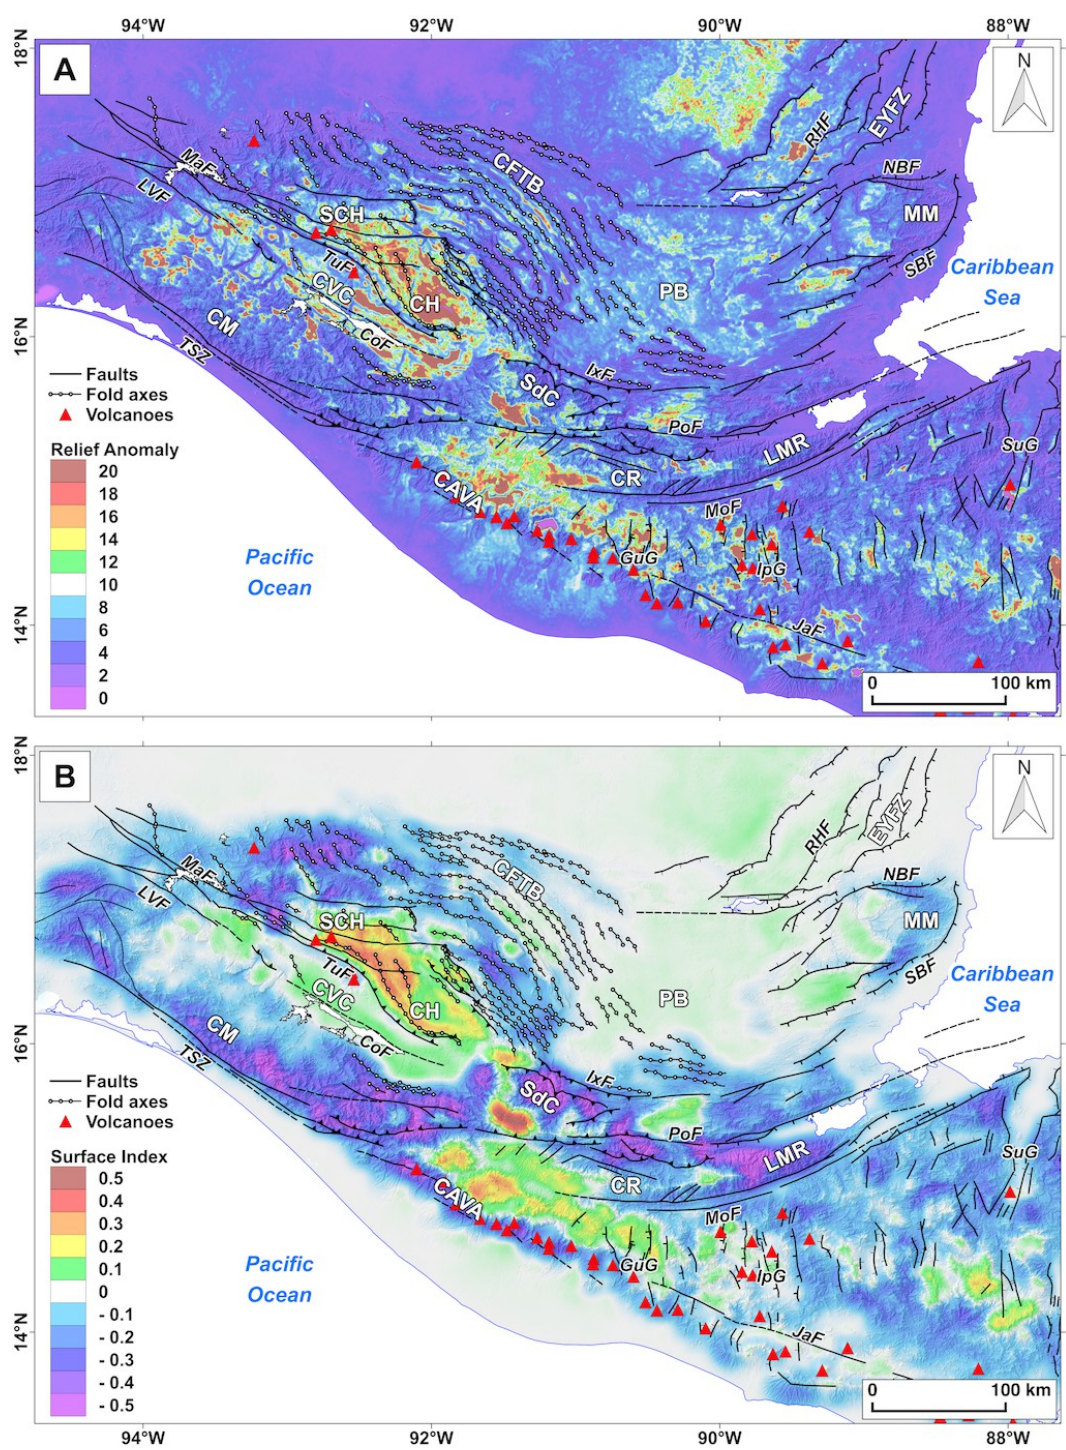 94°W 92°W 90°W 88°W
18°N
A
N
RHF
EYFZ
CFTB
NBF
MaF
LVF
MM
SCH
SBF
Caribbean
Sea
TuF
CVC
CH
PB
16°N
CM
CoF
TSZ
IxF
SdC
Faults
Fold axes
Volcanoes
PoF
LMR
SuG
Relief Anomaly
20
18
16
14
12
10
8
6
4
2
0
CR
CAVA
MoF
Pacific
Ocean
GuG
IpG
14°N
JaF
0 100 km
18°N
B
N
RHF
EYFZ
CFTB
NBF
MaF
LVF
MM
SCH
SBF
Caribbean
Sea
TuF
CVC
CH
PB
16°N
CM
CoF
TSZ
IxF
SdC
Faults
Fold axes
Volcanoes
PoF
LMR
SuG
Surface Index
0.5
0.4
0.3
0.2
0.1
0
- 0.1
- 0.2
- 0.3
- 0.4
- 0.5
CR
CAVA
MoF
Pacific
Ocean
GuG
IpG
14°N
JaF
0 100 km
94°W 92°W 90°W 88°W